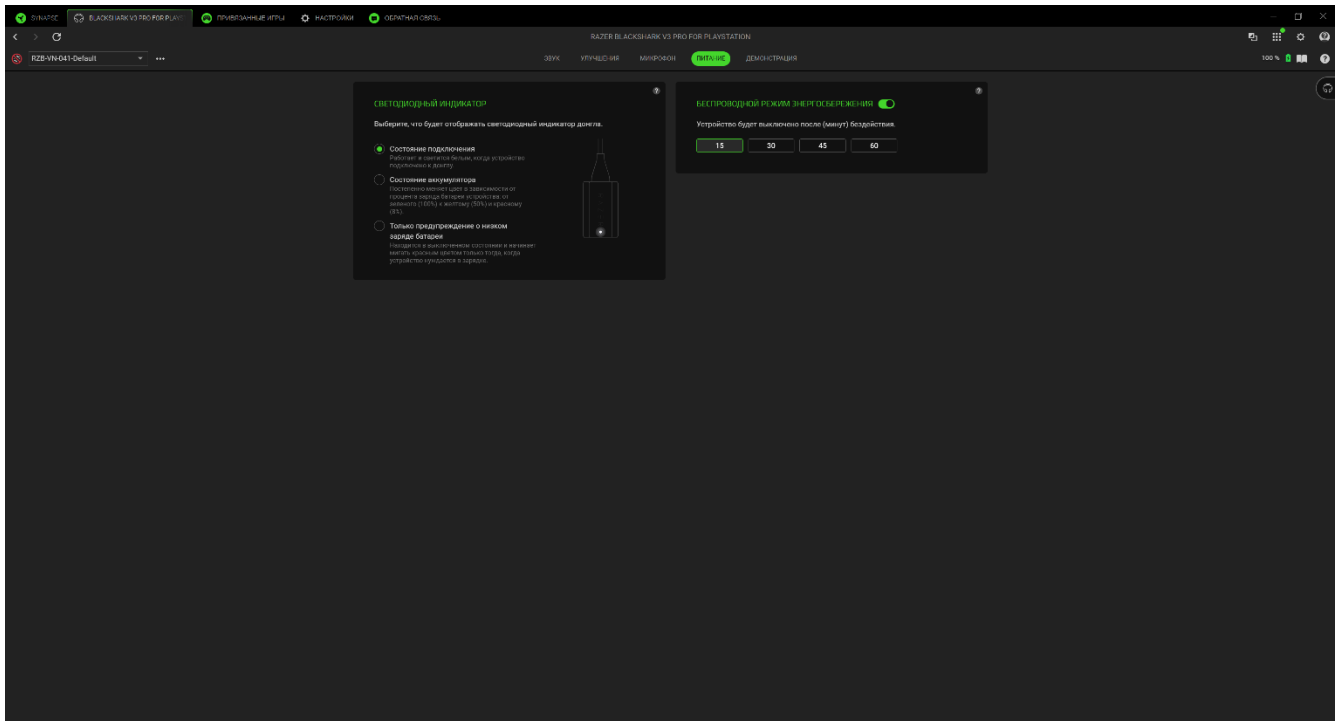 SYNAPSE BLACKSHARK V3 PRO FOR PLAYS ПРИВЯЗАННЫЕ ИГРЫ НАСТРОЙКИ ОБРАТНАЯ СВЯЗЬ
RAZER BLACKSHARK V3 PRO FOR PLAYSTATION
RZB-VN-041-Default ЗВУК УЛУЧШЕНИЯ МИКРОФОН ПИТАНИЕ ДЕМОНСТРАЦИЯ 100 %
СВЕТОДИОДНЫЙ ИНДИКАТОР
Выберите, что будет отображать светодиодный индикатор донгла.
Состояние подключения
Работает и светится белым, когда устройство
подключено к донглу.
Состояние аккумулятора
Постепенно меняет цвет в зависимости от
процента заряда батареи устройства: от
зеленого (100%) к желтому (50%) и красному
(8%).
Только предупреждение о низком
заряде батареи
Находится в выключенном состоянии и начинает
мигать красным цветом только тогда, когда
устройство нуждается в зарядке.
БЕСПРОВОДНОЙ РЕЖИМ ЭНЕРГОСБЕРЕЖЕНИЯ
Устройство будет выключено после (минут) бездействия.
15 30 45 60